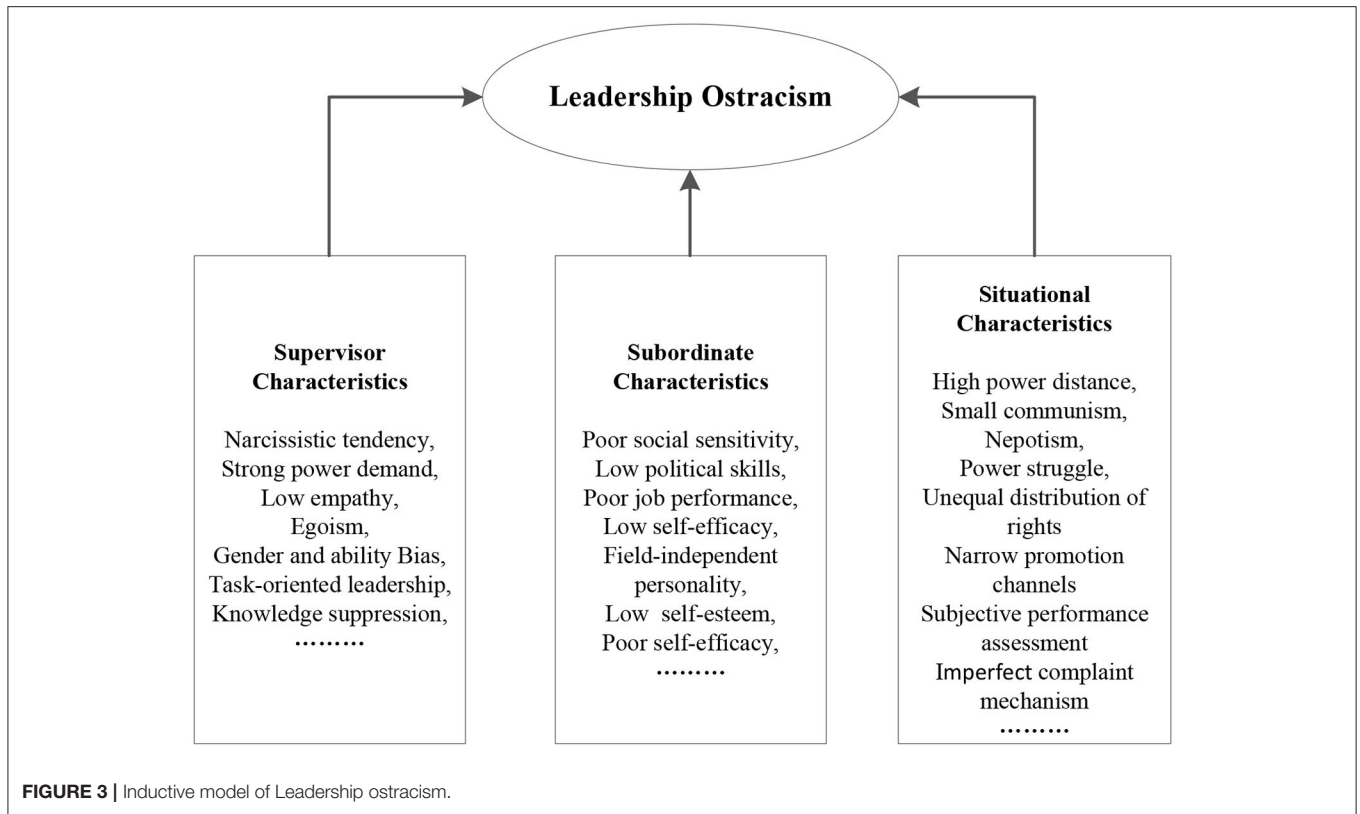 Leadership Ostracism
Supervisor
Characteristics
Narcissistic tendency,
Strong power demand,
Low empathy,
Egoism,
Gender and ability Bias,
Task-oriented leadership,
Knowledge suppression,
………
Subordinate
Characteristics
Poor social sensitivity,
Low political skills,
Poor job performance,
Low self-efficacy,
Field-independent
personality,
Low self-esteem,
Poor self-efficacy,
………
Situational
Characteristics
High power distance,
Small communism,
Nepotism,
Power struggle,
Unequal distribution of
rights
Narrow promotion
channels
Subjective performance
assessment
Imperfect complaint
mechanism
………
FIGURE 3 | Inductive model of Leadership ostracism.